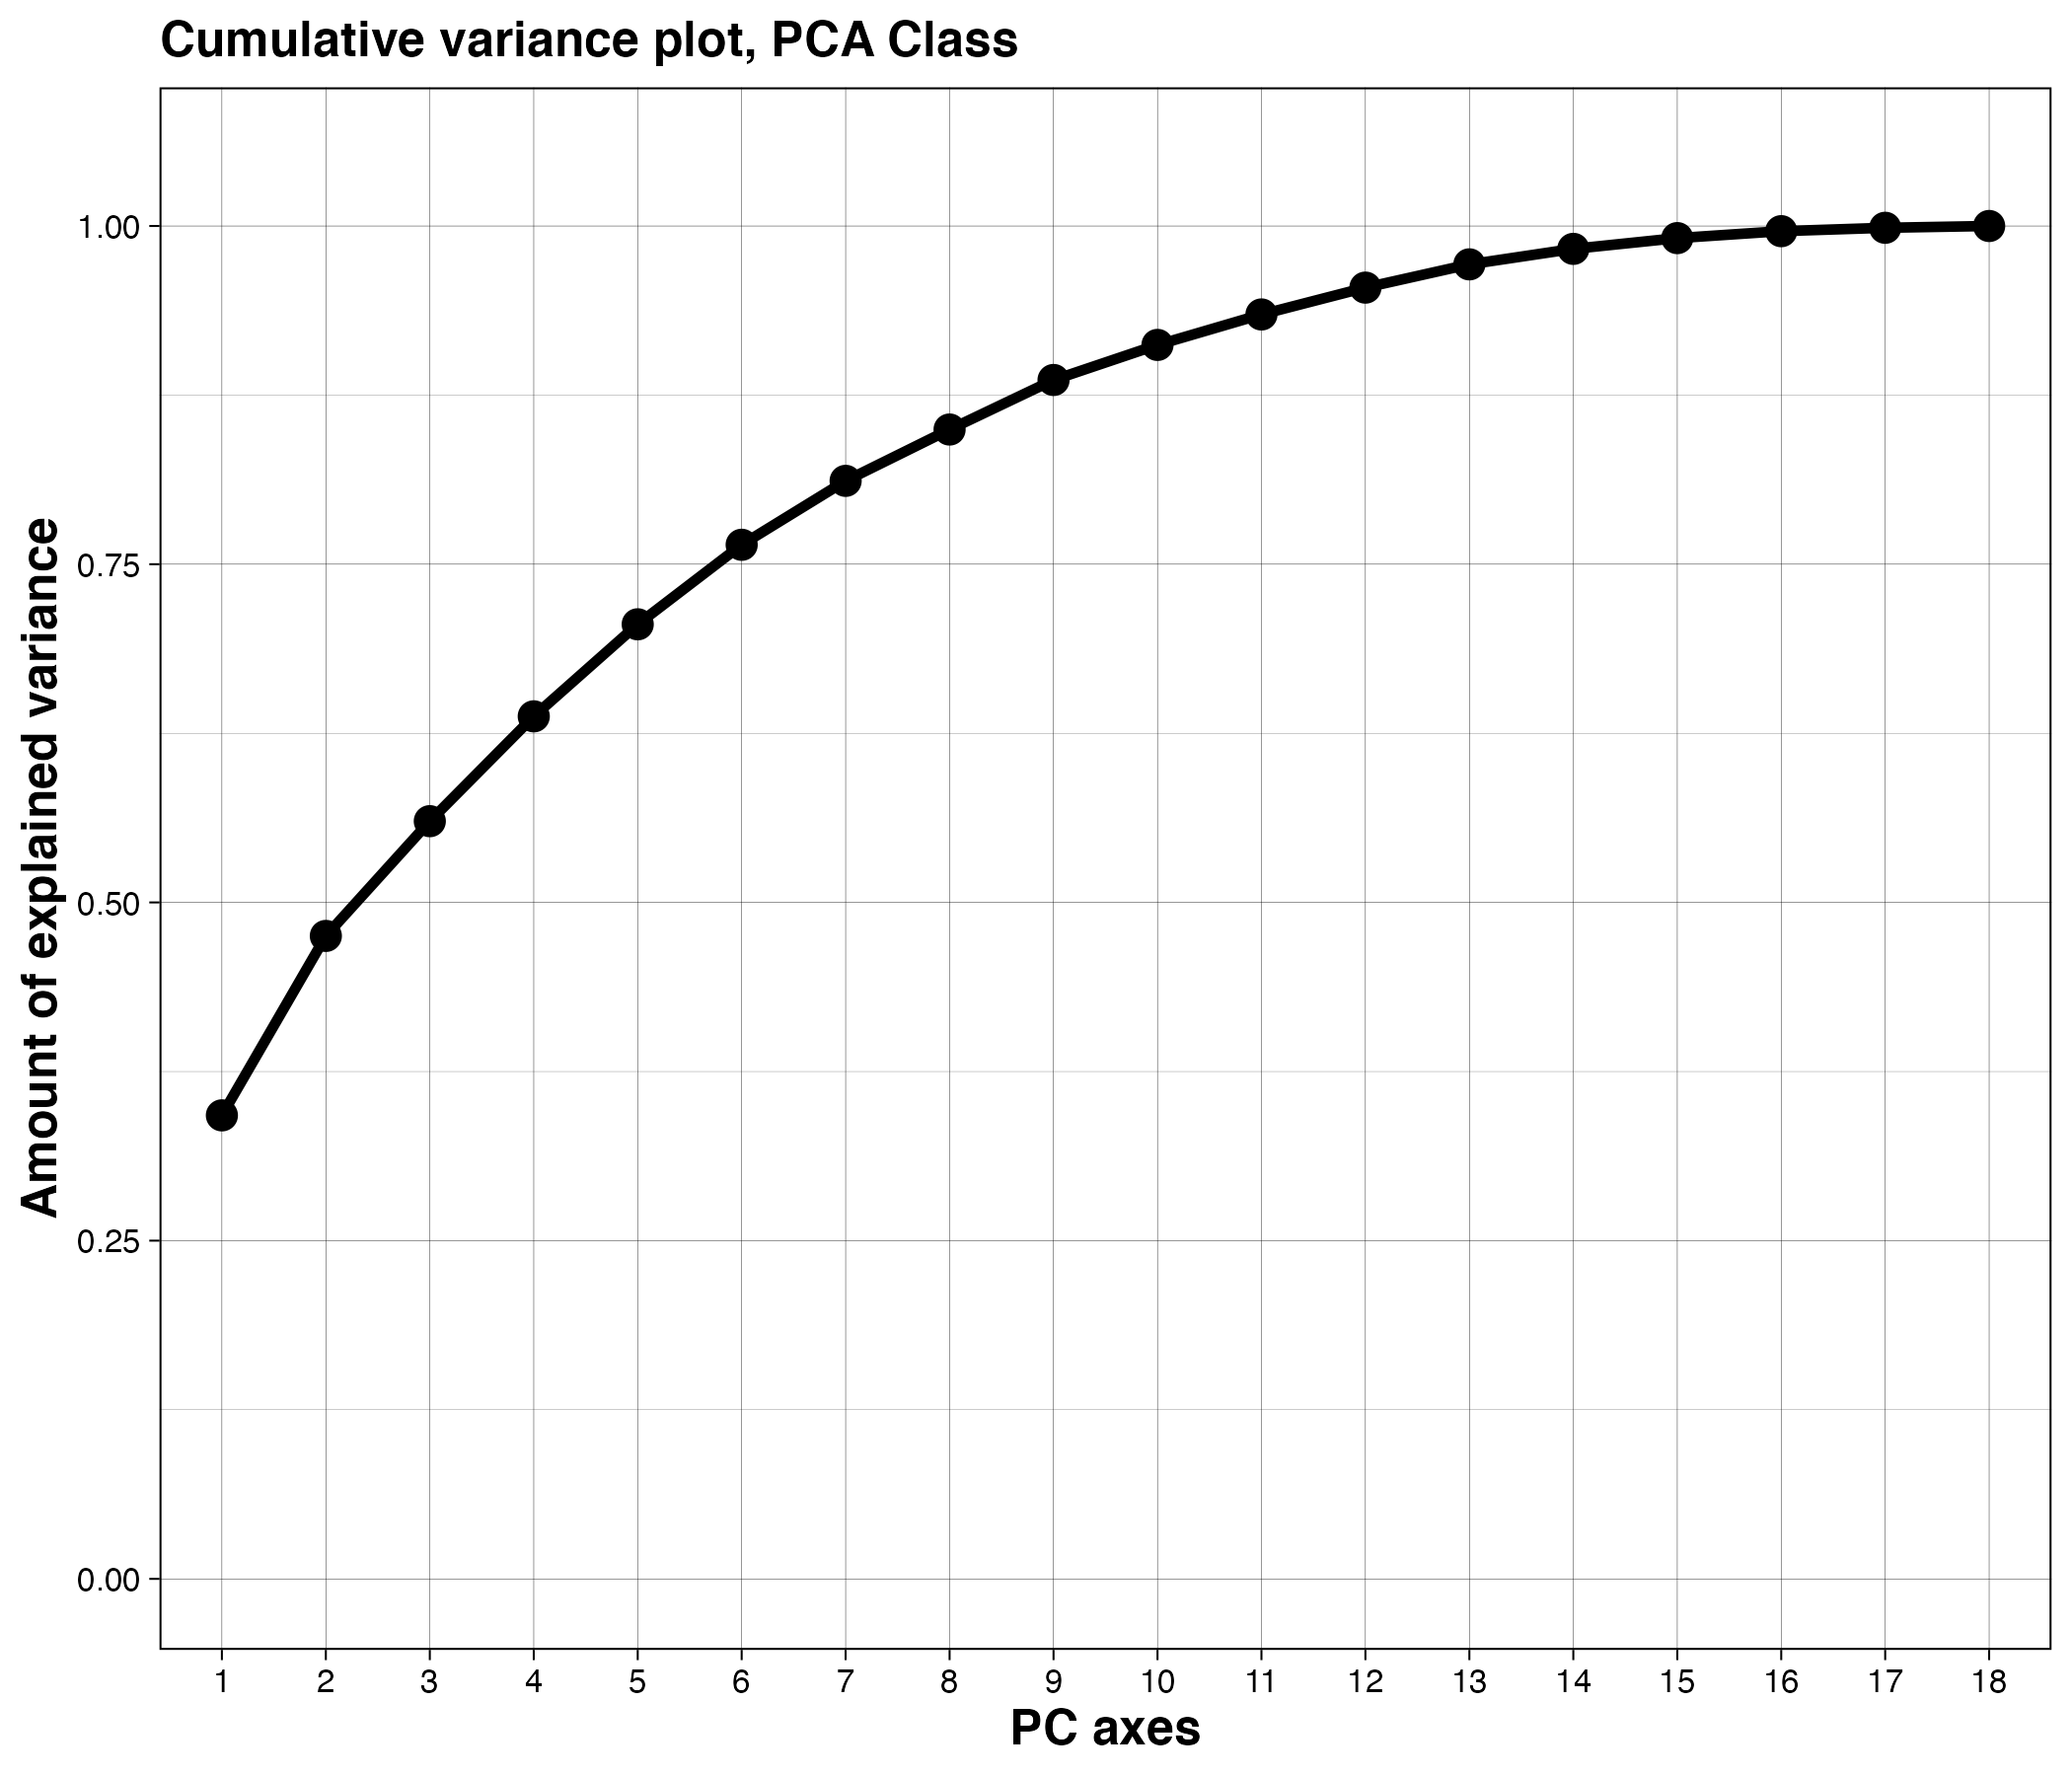 Cumulative variance plot, PCA Class
Amount of explained variance
1.00
0.75
0.50
0.25
0.00
1 2 3 4 5 6 7 8 9 10 11 12 13 14 15 16 17 18
PC axes